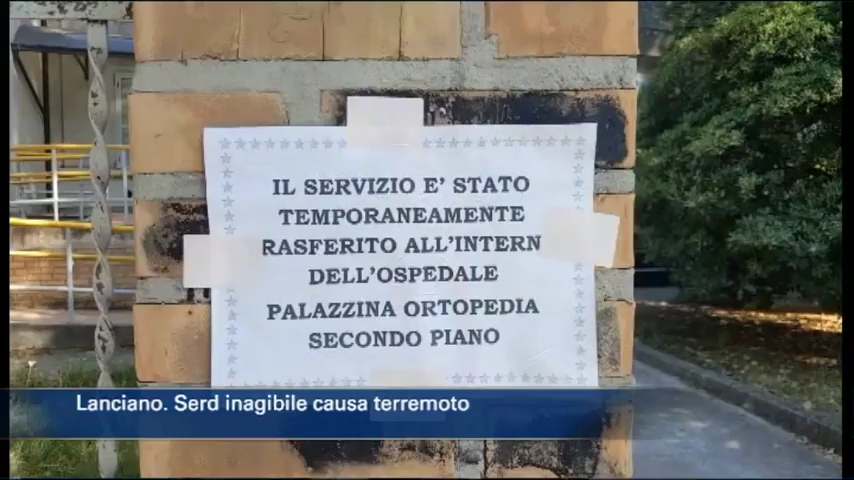 IL SERVIZIO E' STATO
TEMPORANEAMENTE
RASFERITO ALL'INTERN
DELL'OSPEDALE
PALAZZINA ORTOPEDIA
SECONDO PIANO
Lanciano. Serd inagibile causa terremoto